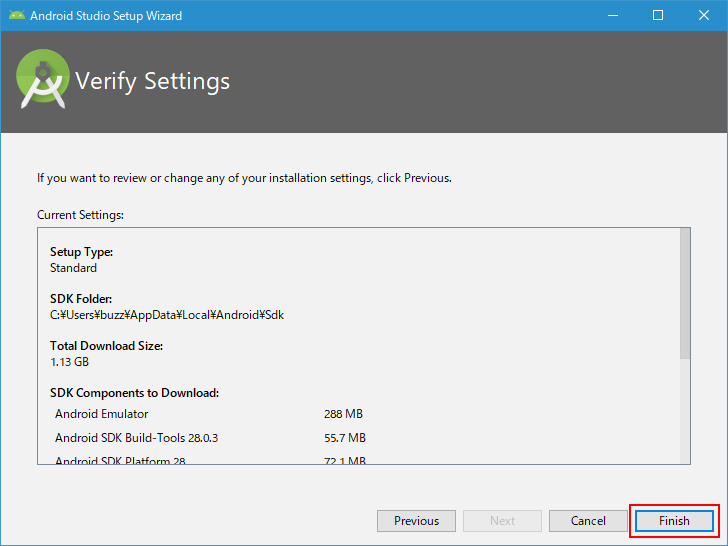 Android Studio Setup Wizard
Verify Settings
If you want to review or change any of your installation settings, click Previous.
Current Settings:
Setup Type:
Standard
SDK Folder:
C:¥Users¥buzz¥AppData¥Local¥Android¥Sdk
Total Download Size:
1.13 GB
SDK Components to Download:
Android Emulator 288 MB
Android SDK Build-Tools 28.0.3 55.7 MB
Android SDK Platform 28 72.1 MB
Previous Next Cancel Finish